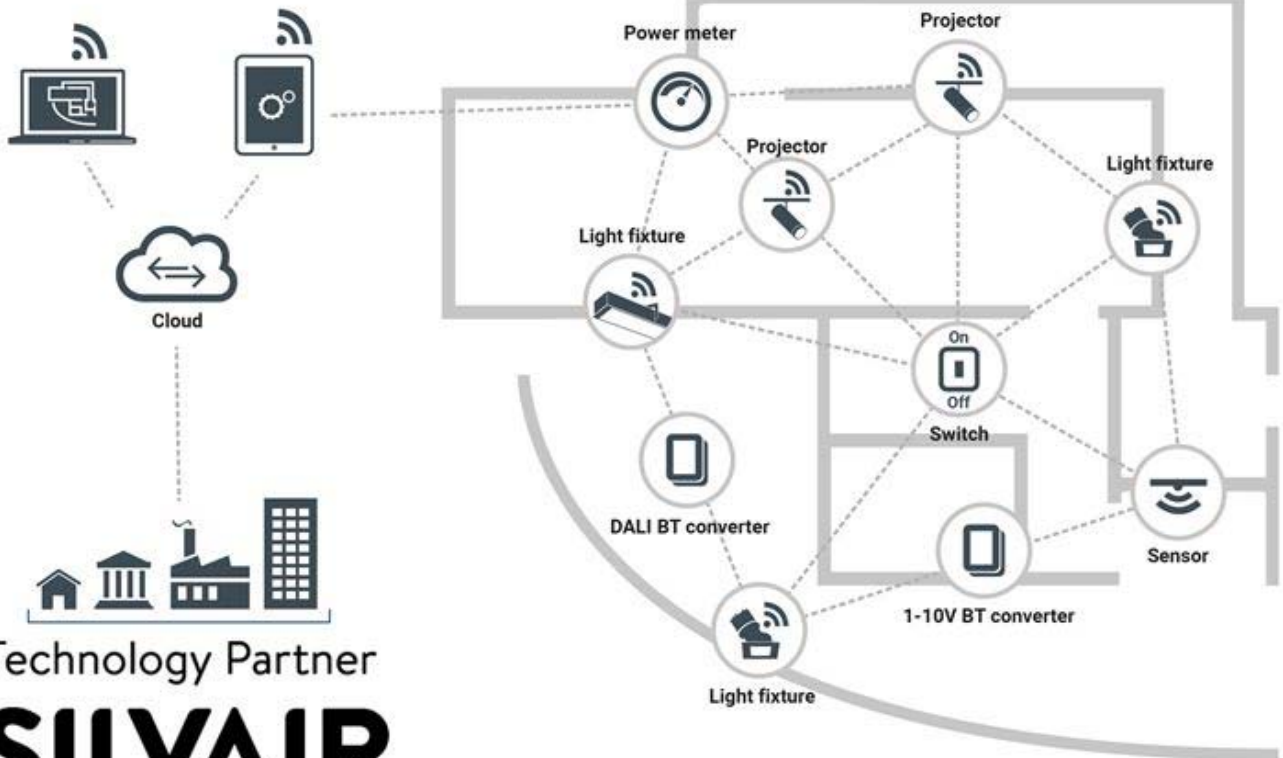 Power meter
Projector
Projector
Light fixture
Light fixture
Cloud
On
Off
Switch
DALI BT converter
Sensor
1-10V BT converter
Light fixture
Technology Partner
SILVAIR